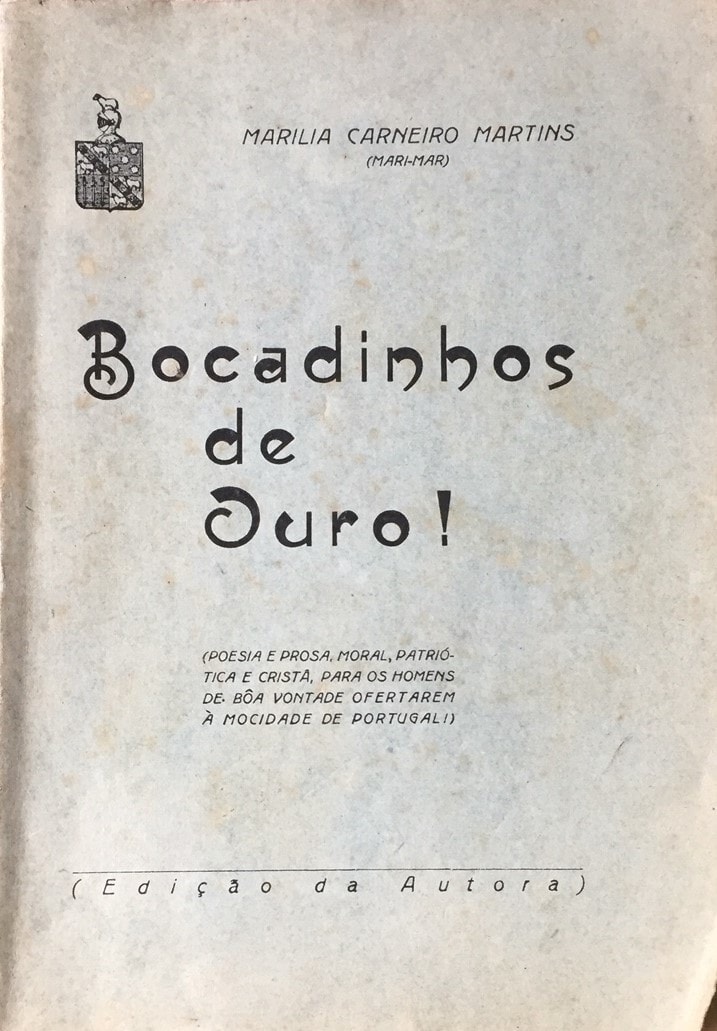 MARILIA CARNEIRO MARTINS
(MARI-MAR)
Bocadinhos
de
Ouro!
(POESIA E PROSA, MORAL, PATRIÓ-
TICA E CRISTÃ, PARA OS HOMENS
DE BÔA VONTADE OFERTAREM
À MOCIDADE DE PORTUGAL!)
(Edição da Autora)